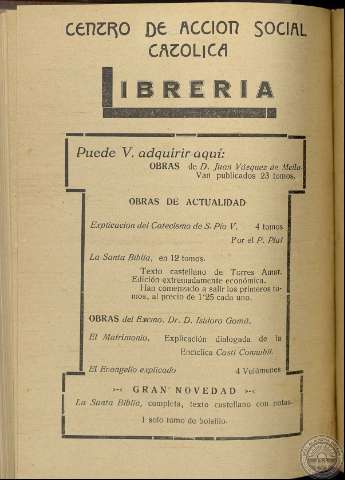 CENTRO DE ACCION SOCIAL
CATOLICA
LIBRERIA
Puede V. adquirir aquí:
OBRAS de D. Juan Vázquez de Mella
Van publicados 23 tomos.
OBRAS DE ACTUALIDAD
Explicación del Catecismo de S. Pío V. 4 tomos
Por el P. Plat
La Santa Biblia, en 12 tomos.
Texto castellano de Torres Amat.
Edición extremadamente económica.
Han comenzado a salir los primeros to-
mos, al precio de 1'25 cada uno.
OBRAS del Excmo. Dr. D. Isidoro Gomá.
El Matrimonio. Explicación dialogada de la
Encíclica Casti Connubii.
El Evangelio explicado 4 Volúmenes
GRAN NOVEDAD
La Santa Biblia, completa, texto castellano con notas
1 solo tomo de bolsillo.